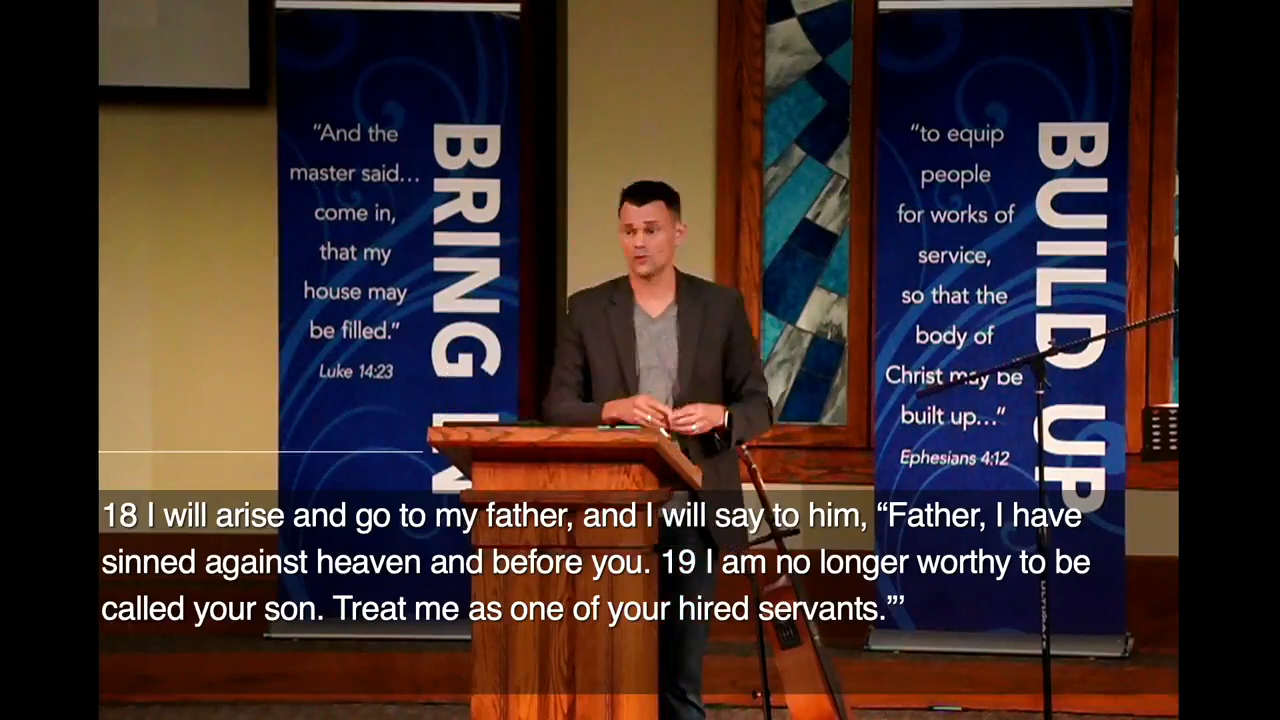 “And the
master said...
come in,
that my
house may
be filled.”
Luke 14:23
BRING IN
“to equip
people
for works of
service,
so that the
body of
Christ may be
built up...”
Ephesians 4:12
BUILD UP
18 I will arise and go to my father, and I will say to him, “Father, I have
sinned against heaven and before you. 19 I am no longer worthy to be
called your son. Treat me as one of your hired servants.”’